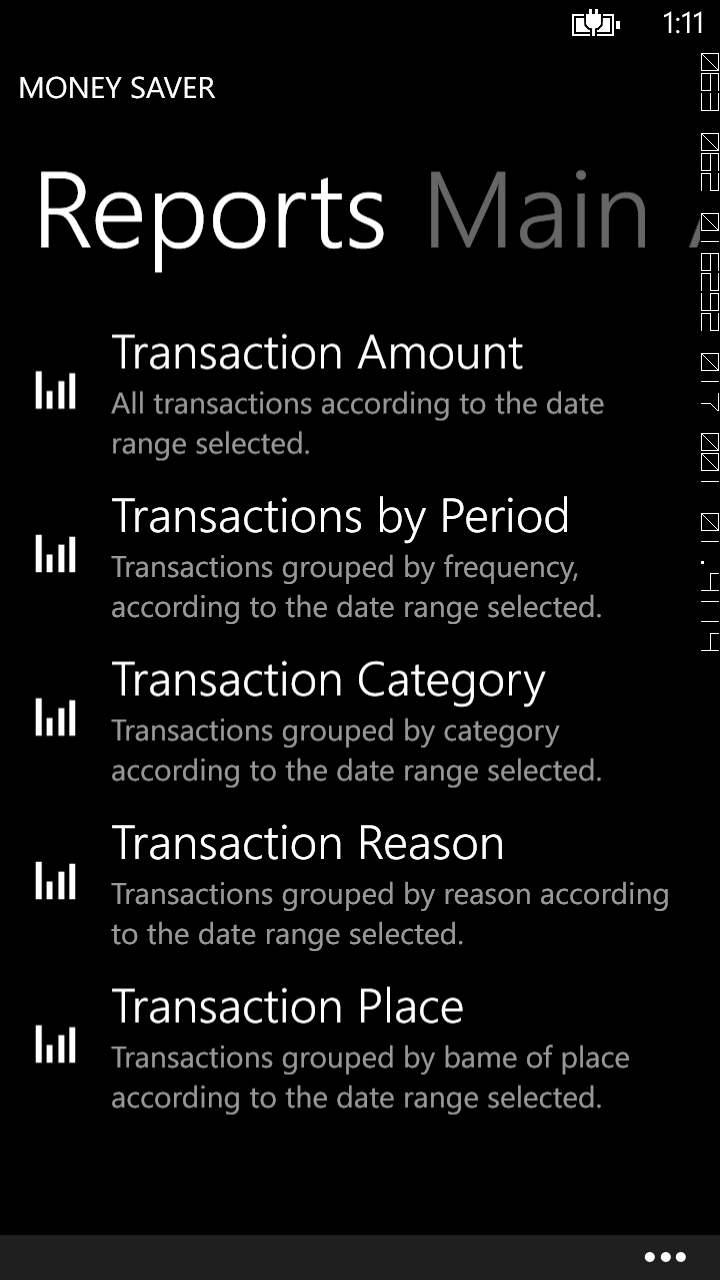 1:11
MONEY SAVER
Reports Main
Transaction Amount
All transactions according to the date
range selected.
Transactions by Period
Transactions grouped by frequency,
according to the date range selected.
Transaction Category
Transactions grouped by category
according to the date range selected.
Transaction Reason
Transactions grouped by reason according
to the date range selected.
Transaction Place
Transactions grouped by bame of place
according to the date range selected.